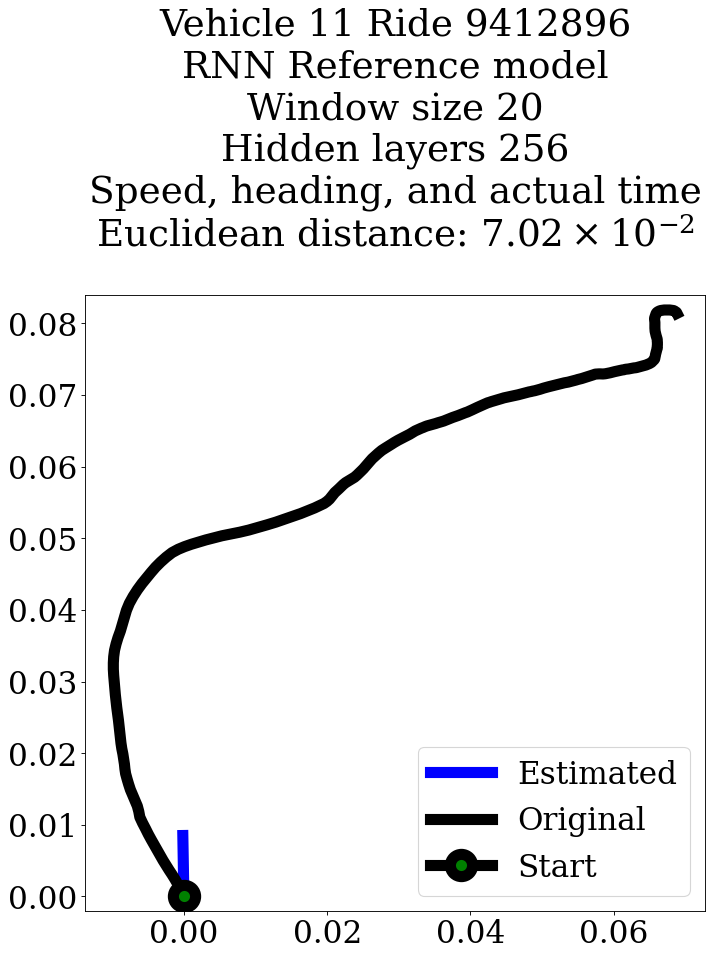 Vehicle 11 Ride 9412896
RNN Reference model
Window size 20
Hidden layers 256
Speed, heading, and actual time
Euclidean distance: 7.02 × 10⁻²
0.08
0.07
0.06
0.05
0.04
0.03
0.02
0.01
0.00
Estimated
Original
Start
0.00 0.02 0.04 0.06